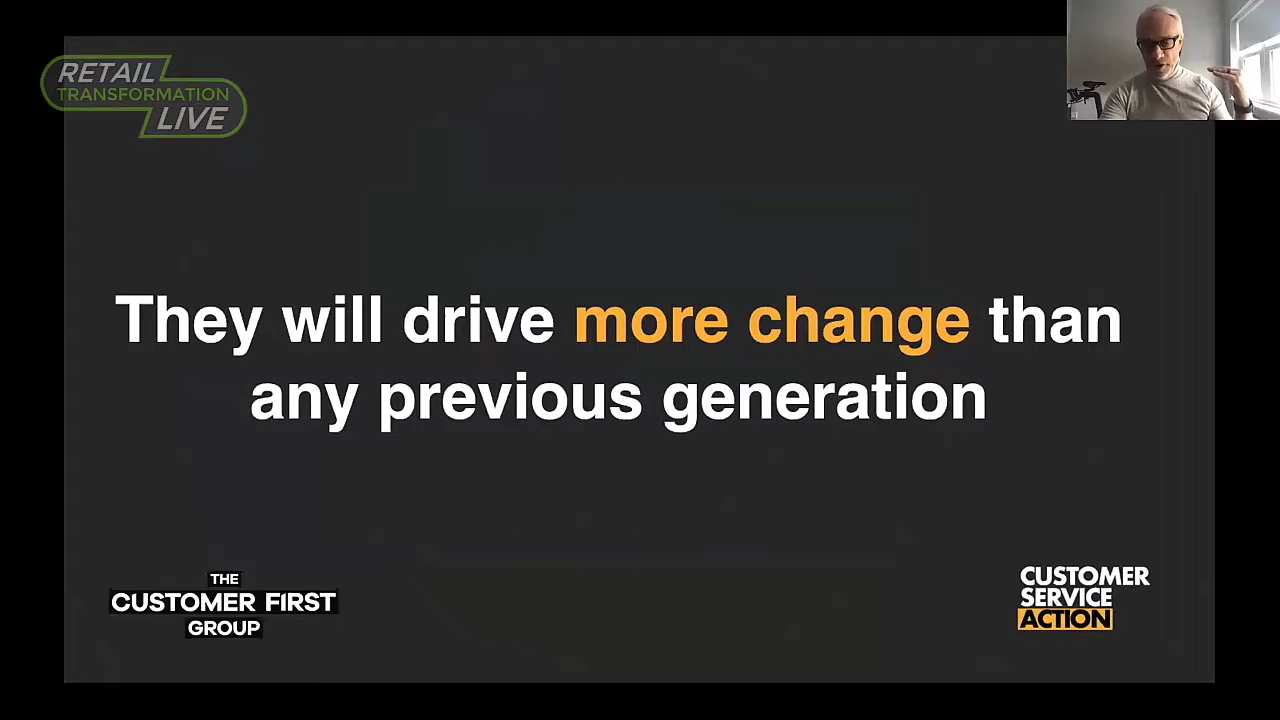 RETAIL
TRANSFORMATION
LIVE
They will drive more change than
any previous generation
THE
CUSTOMER FIRST
GROUP
CUSTOMER
SERVICE
ACTION